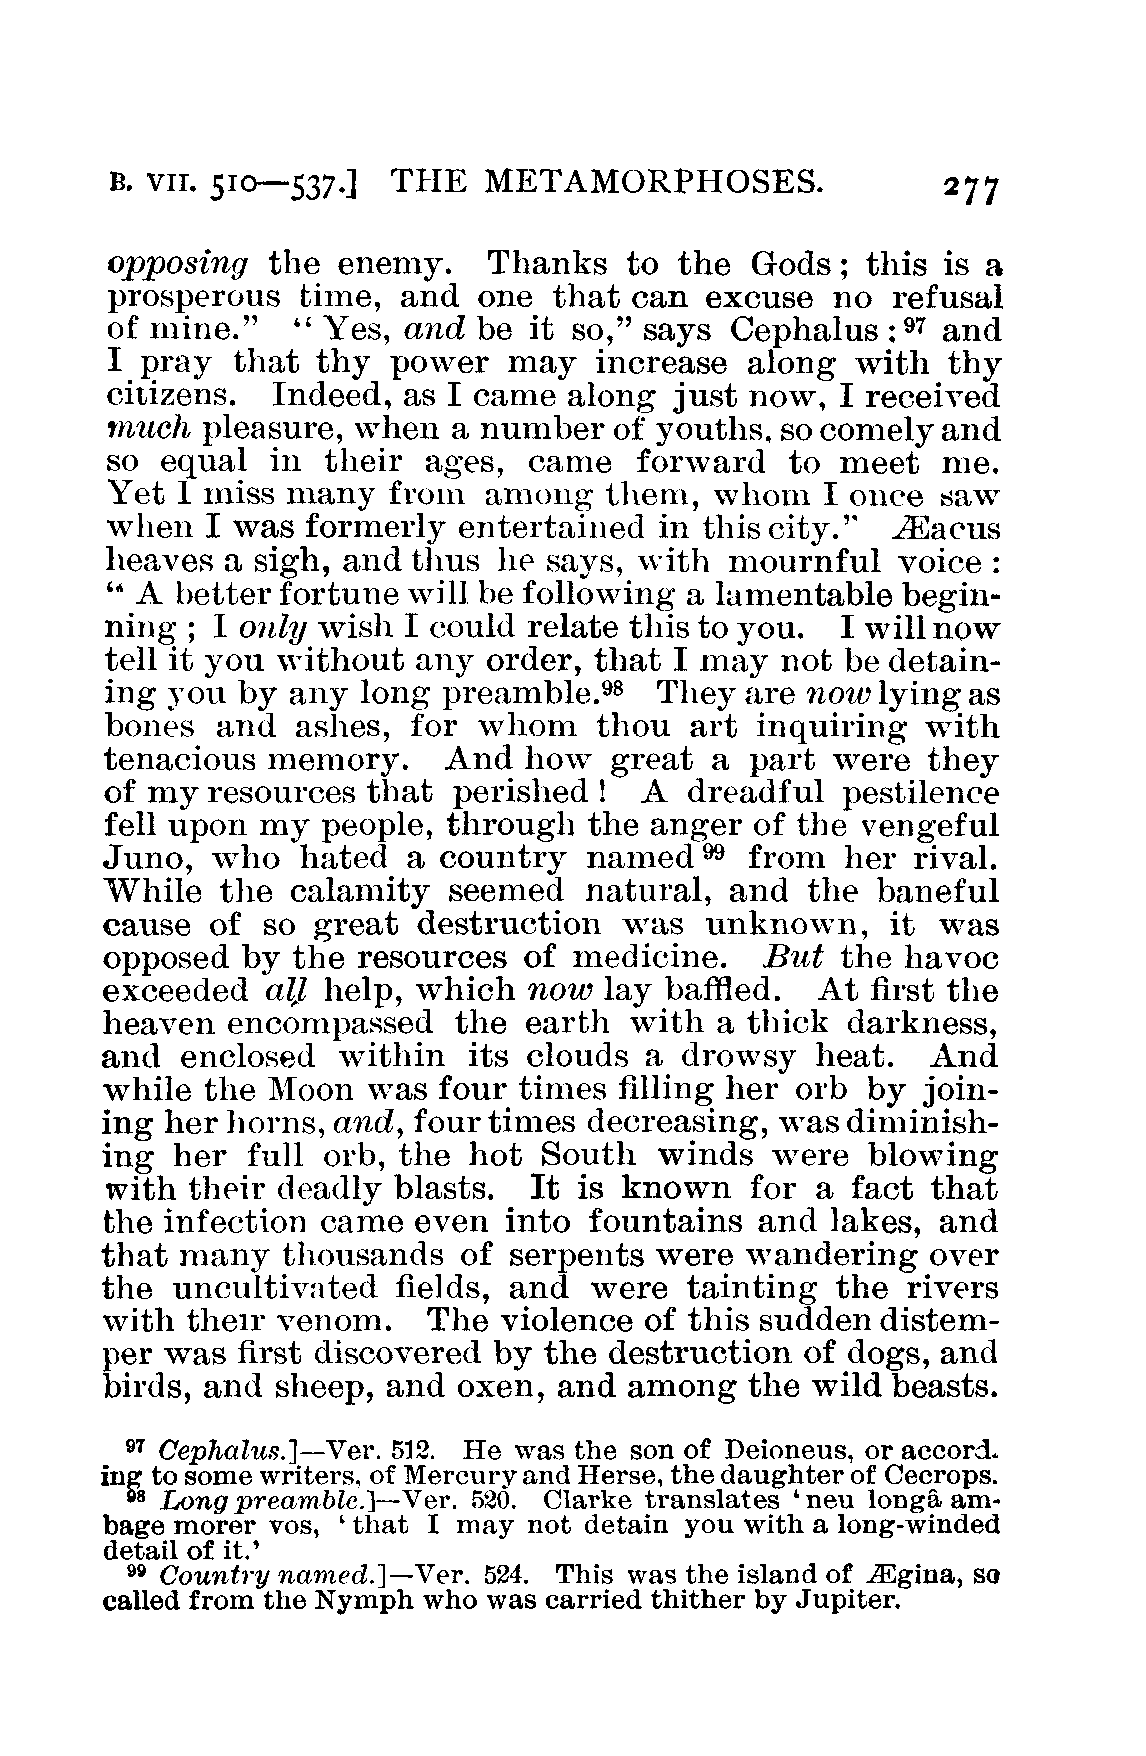 B. VII. 510—537.] THE METAMORPHOSES. 277
opposing the enemy. Thanks to the Gods; this is a
prosperous time, and one that can excuse no refusal
of mine." "Yes, and be it so," says Cephalus:⁹⁷ and
I pray that thy power may increase along with thy
citizens. Indeed, as I came along just now, I received
much pleasure, when a number of youths, so comely and
so equal in their ages, came forward to meet me.
Yet I miss many from among them, whom I once saw
when I was formerly entertained in this city." Æacus
heaves a sigh, and thus he says, with mournful voice:
"A better fortune will be following a lamentable begin-
ning; I only wish I could relate this to you. I will now
tell it you without any order, that I may not be detain-
ing you by any long preamble.⁹⁸ They are now lying as
bones and ashes, for whom thou art inquiring with
tenacious memory. And how great a part were they
of my resources that perished! A dreadful pestilence
fell upon my people, through the anger of the vengeful
Juno, who hated a country named⁹⁹ from her rival.
While the calamity seemed natural, and the baneful
cause of so great destruction was unknown, it was
opposed by the resources of medicine. But the havoc
exceeded all help, which now lay baffled. At first the
heaven encompassed the earth with a thick darkness,
and enclosed within its clouds a drowsy heat. And
while the Moon was four times filling her orb by join-
ing her horns, and, four times decreasing, was diminish-
ing her full orb, the hot South winds were blowing
with their deadly blasts. It is known for a fact that
the infection came even into fountains and lakes, and
that many thousands of serpents were wandering over
the uncultivated fields, and were tainting the rivers
with their venom. The violence of this sudden distem-
per was first discovered by the destruction of dogs, and
birds, and sheep, and oxen, and among the wild beasts.
⁹⁷ Cephalus.]—Ver. 512. He was the son of Deioneus, or accord-
ing to some writers, of Mercury and Herse, the daughter of Cecrops.
⁹⁸ Long preamble.]—Ver. 520. Clarke translates 'neu longâ am-
bage morer vos, 'that I may not detain you with a long-winded
detail of it.'
⁹⁹ Country named.]—Ver. 524. This was the island of Ægina, so
called from the Nymph who was carried thither by Jupiter.